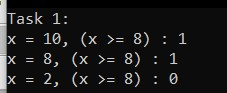 Task 1:
x = 10, (x >= 8) : 1
x = 8, (x >= 8) : 1
x = 2, (x >= 8) : 0